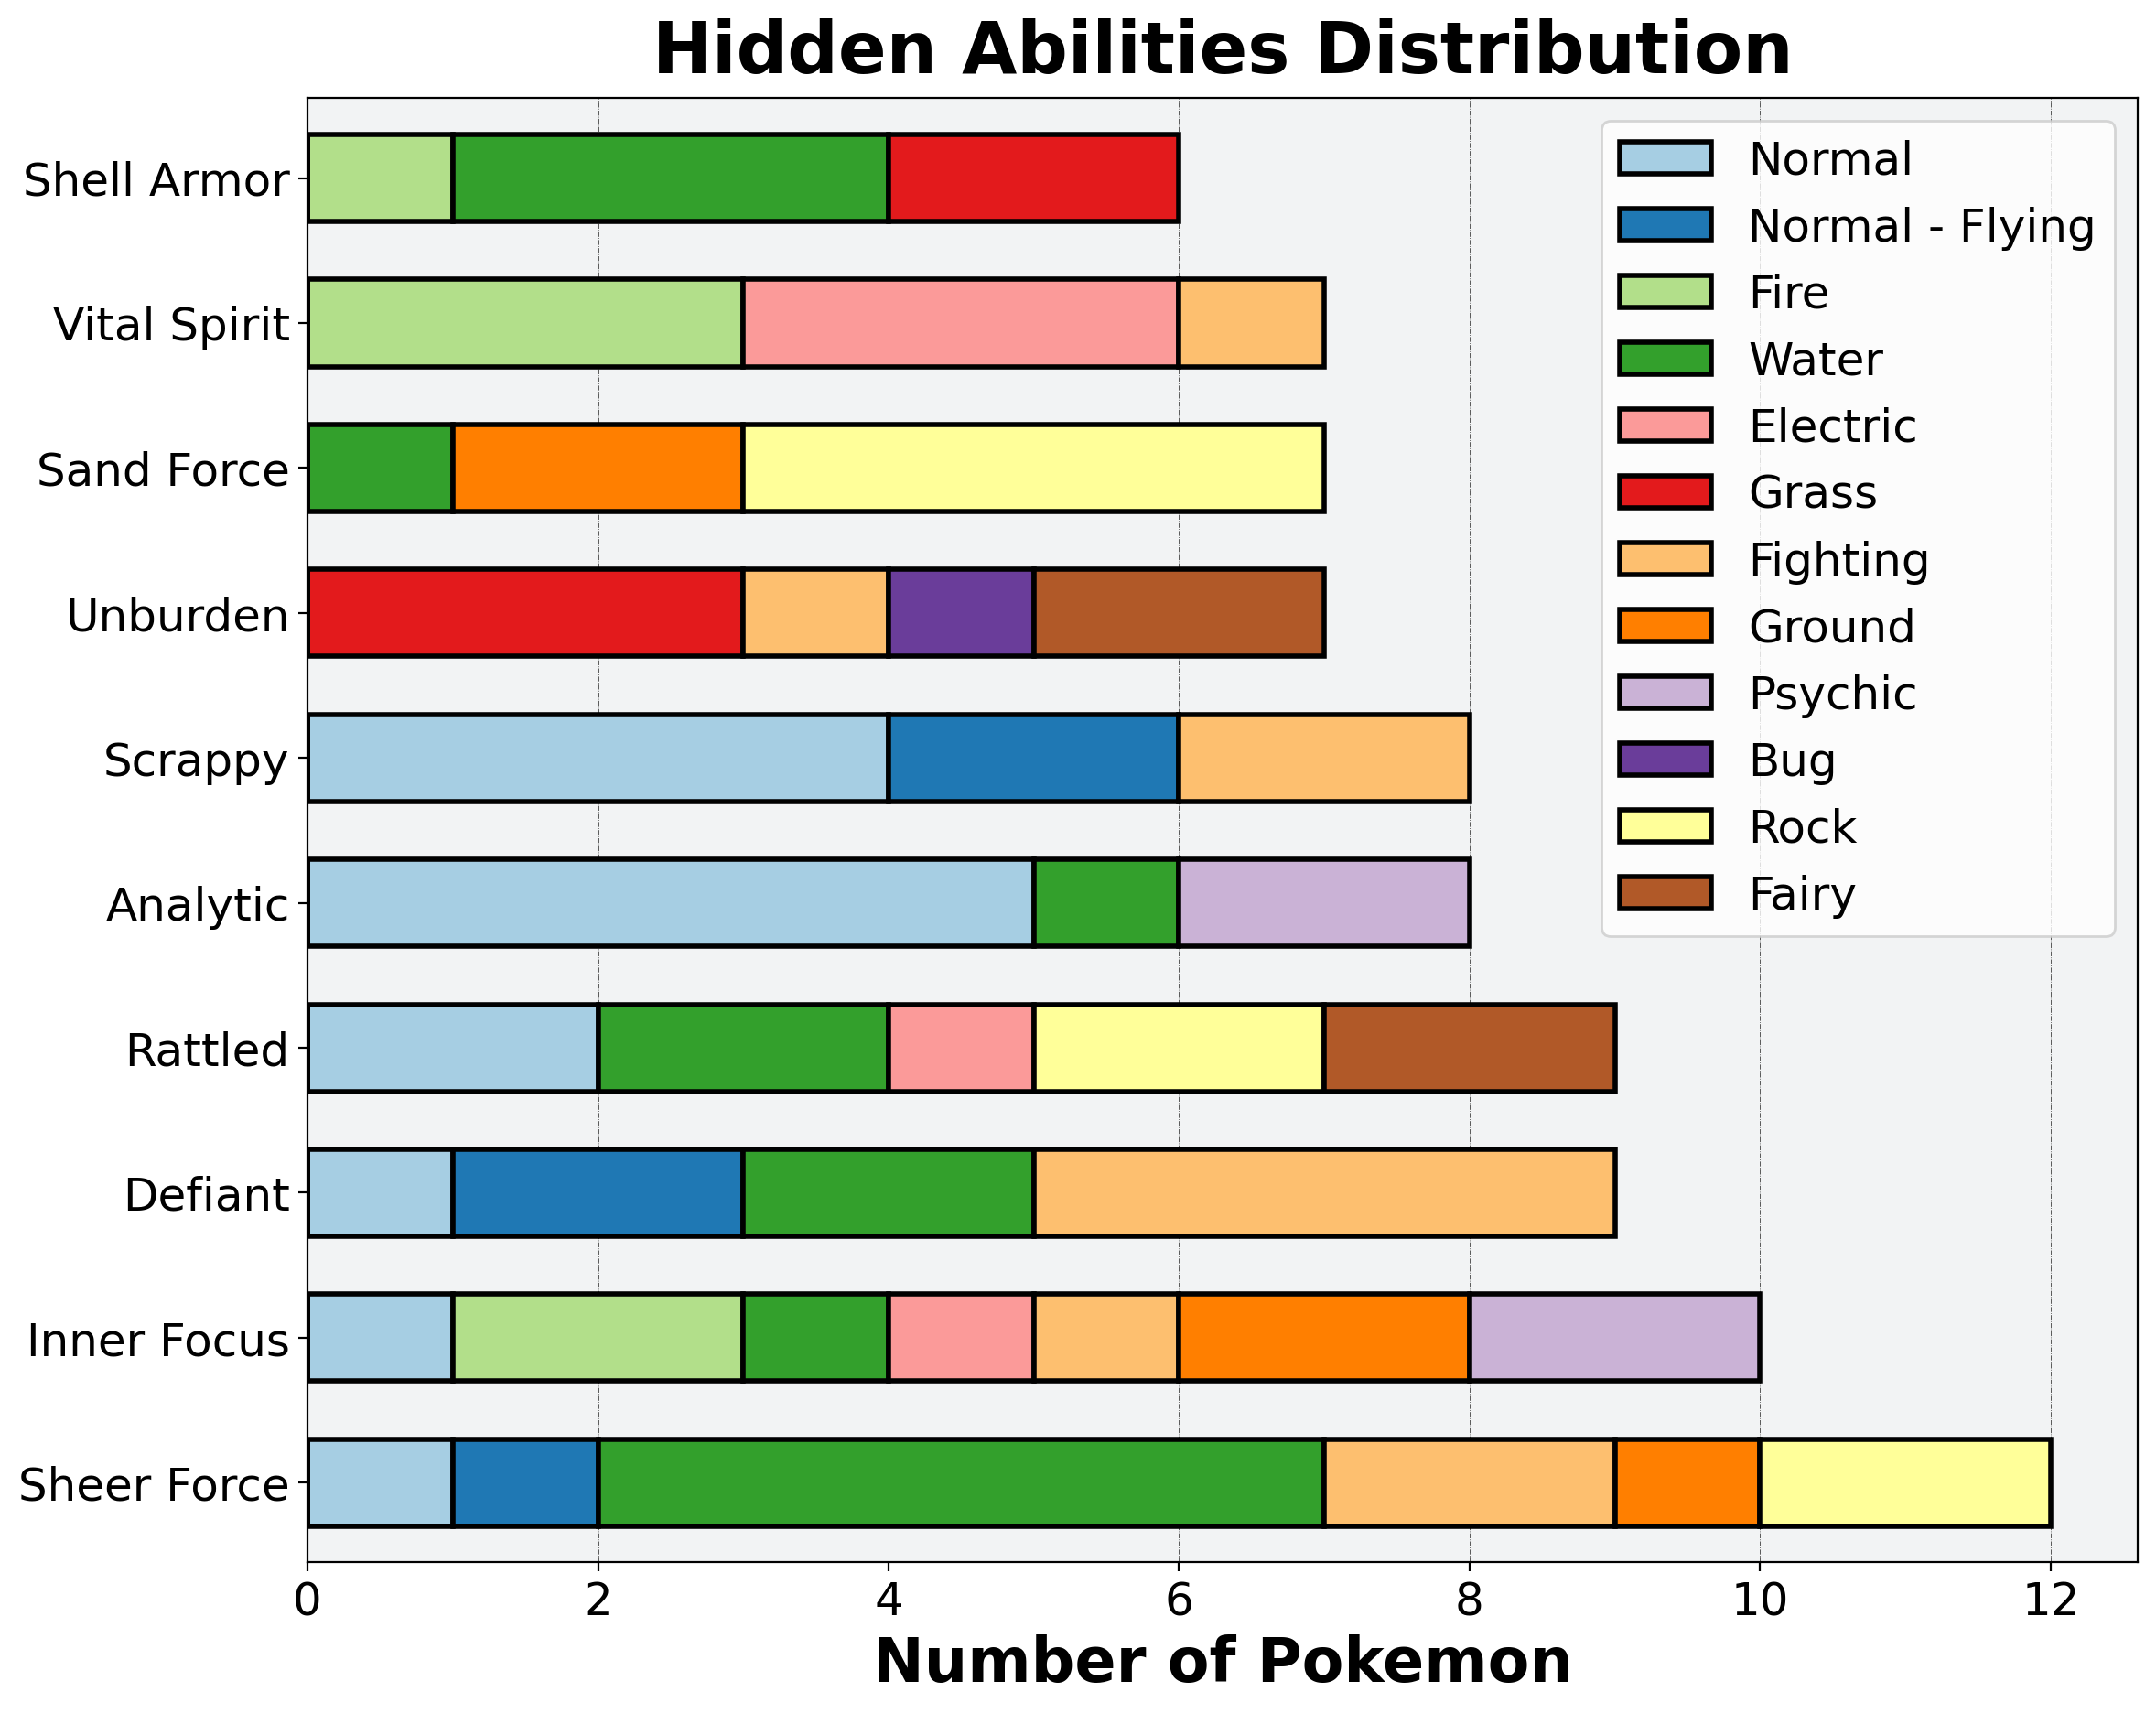 Hidden Abilities Distribution
Shell Armor
Vital Spirit
Sand Force
Unburden
Scrappy
Analytic
Rattled
Defiant
Inner Focus
Sheer Force
Normal
Normal - Flying
Fire
Water
Electric
Grass
Fighting
Ground
Psychic
Bug
Rock
Fairy
0 2 4 6 8 10 12
Number of Pokemon